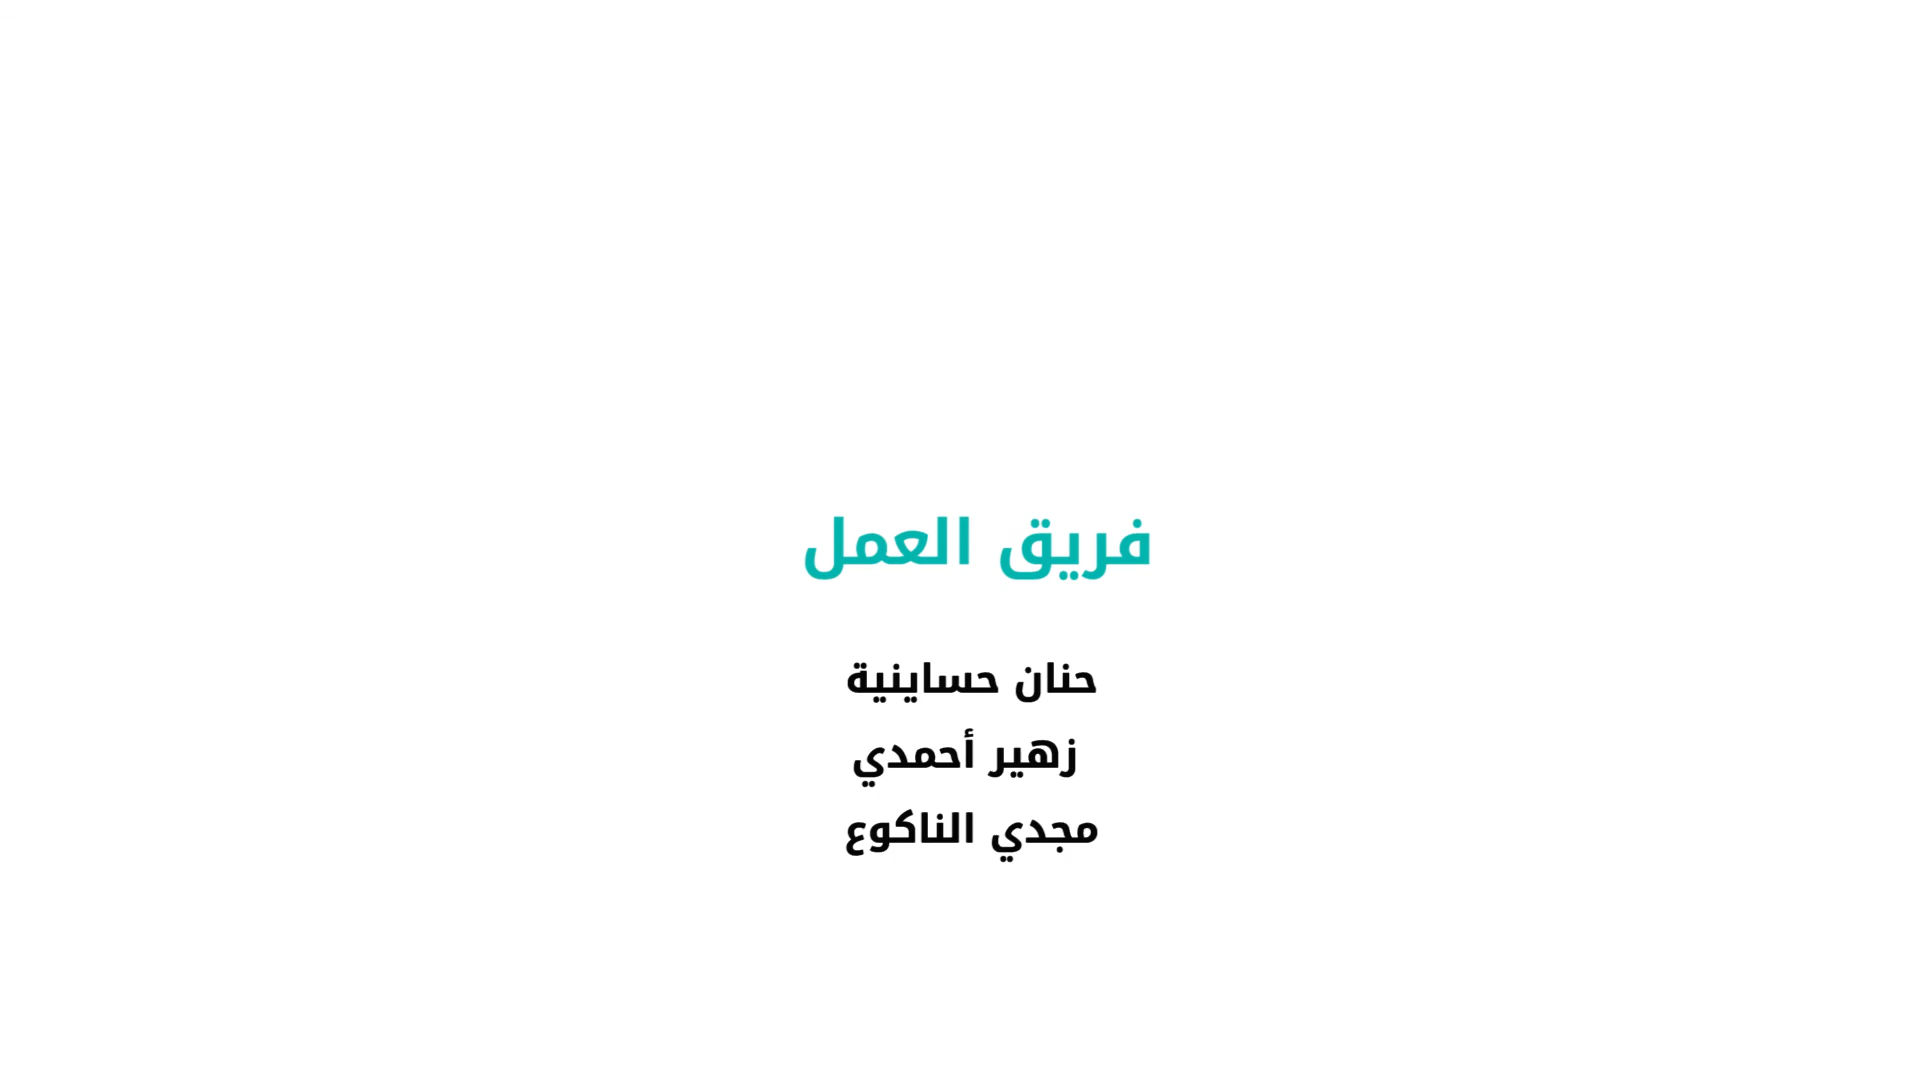 فريق العمل
حنان حساينية
زهير أحمدي
مجدي الناكوع